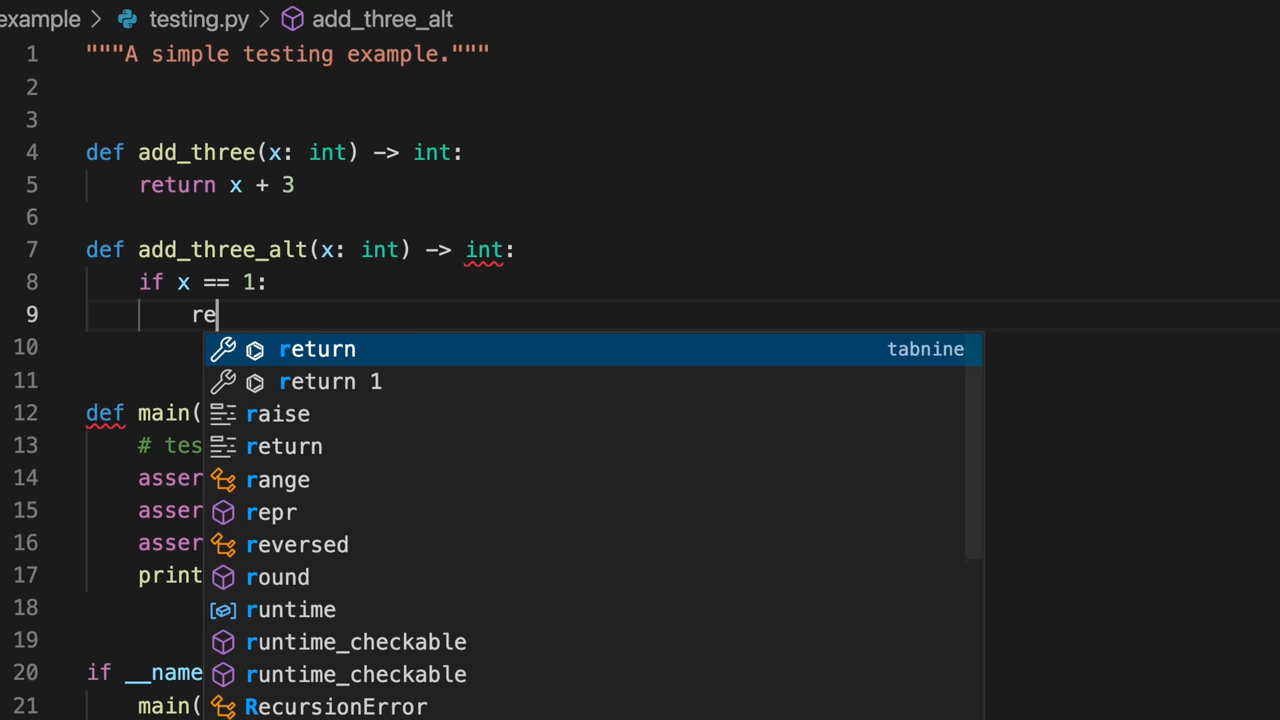 example > testing.py > add_three_alt
1 """A simple testing example."""
2
3
4 def add_three(x: int) -> int:
5 return x + 3
6
7 def add_three_alt(x: int) -> int:
8 if x == 1:
9 re
10 return tabnine
11 return 1
12 def main( raise
13 # tes return
14 asser range
15 asser repr
16 asser reversed
17 print round
18 runtime
19 runtime_checkable
20 if __name runtime_checkable
21 main( RecursionError